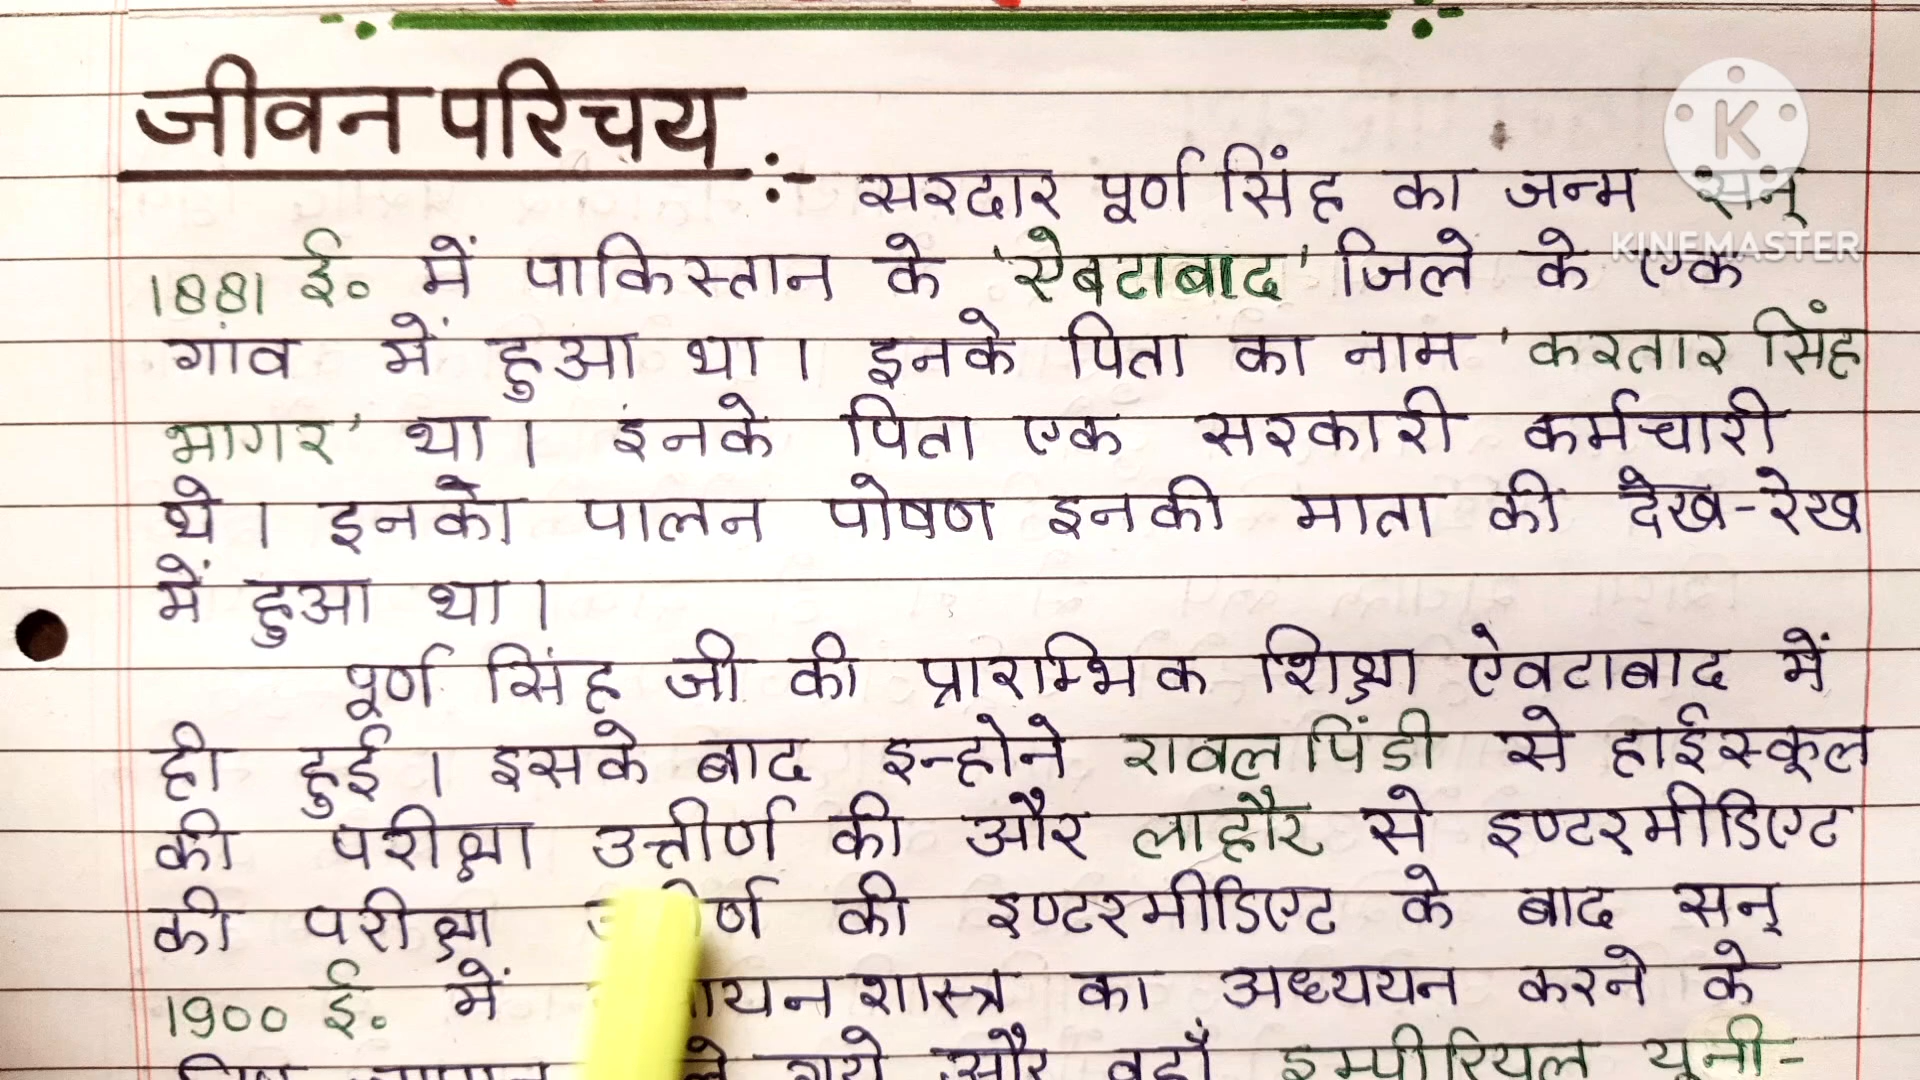 जीवन परिचय :- सरदार पूर्ण सिंह का जन्म सन्
KINEMASTER
1881 ई० में पाकिस्तान के 'ऐबटाबाद' जिले के एक
गांव में हुआ था। इनके पिता का नाम 'करतार सिंह
भागर' था। इनके पिता एक सरकारी कर्मचारी
थे। इनको पालन पोषण इनकी माता की देख-रेख
में हुआ था।
पूर्ण सिंह जी की प्रारम्भिक शिक्षा ऐवटाबाद में
ही हुई। इसके बाद इन्होने रावलपिंडी से हाईस्कूल
की परीक्षा उत्तीर्ण की और लाहौर से इण्टरमीडिएट
की परीक्षा की इण्टरमीडिएट के बाद सन्
1900 ई० में का अध्ययन करने के
गये और वहाँ इम्पीरियल यूनी-